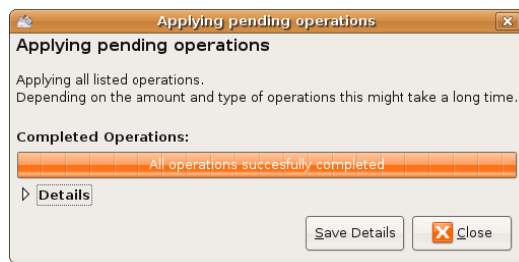 Applying pending operations
Applying pending operations
Applying all listed operations.
Depending on the amount and type of operations this might take a long time.
Completed Operations:
All operations succesfully completed
Details
Save Details Close